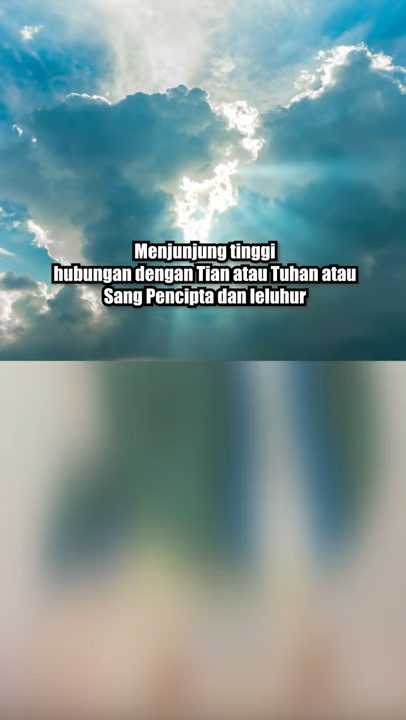 Menjunjung tinggi
hubungan dengan Tian atau Tuhan atau
Sang Pencipta dan leluhur